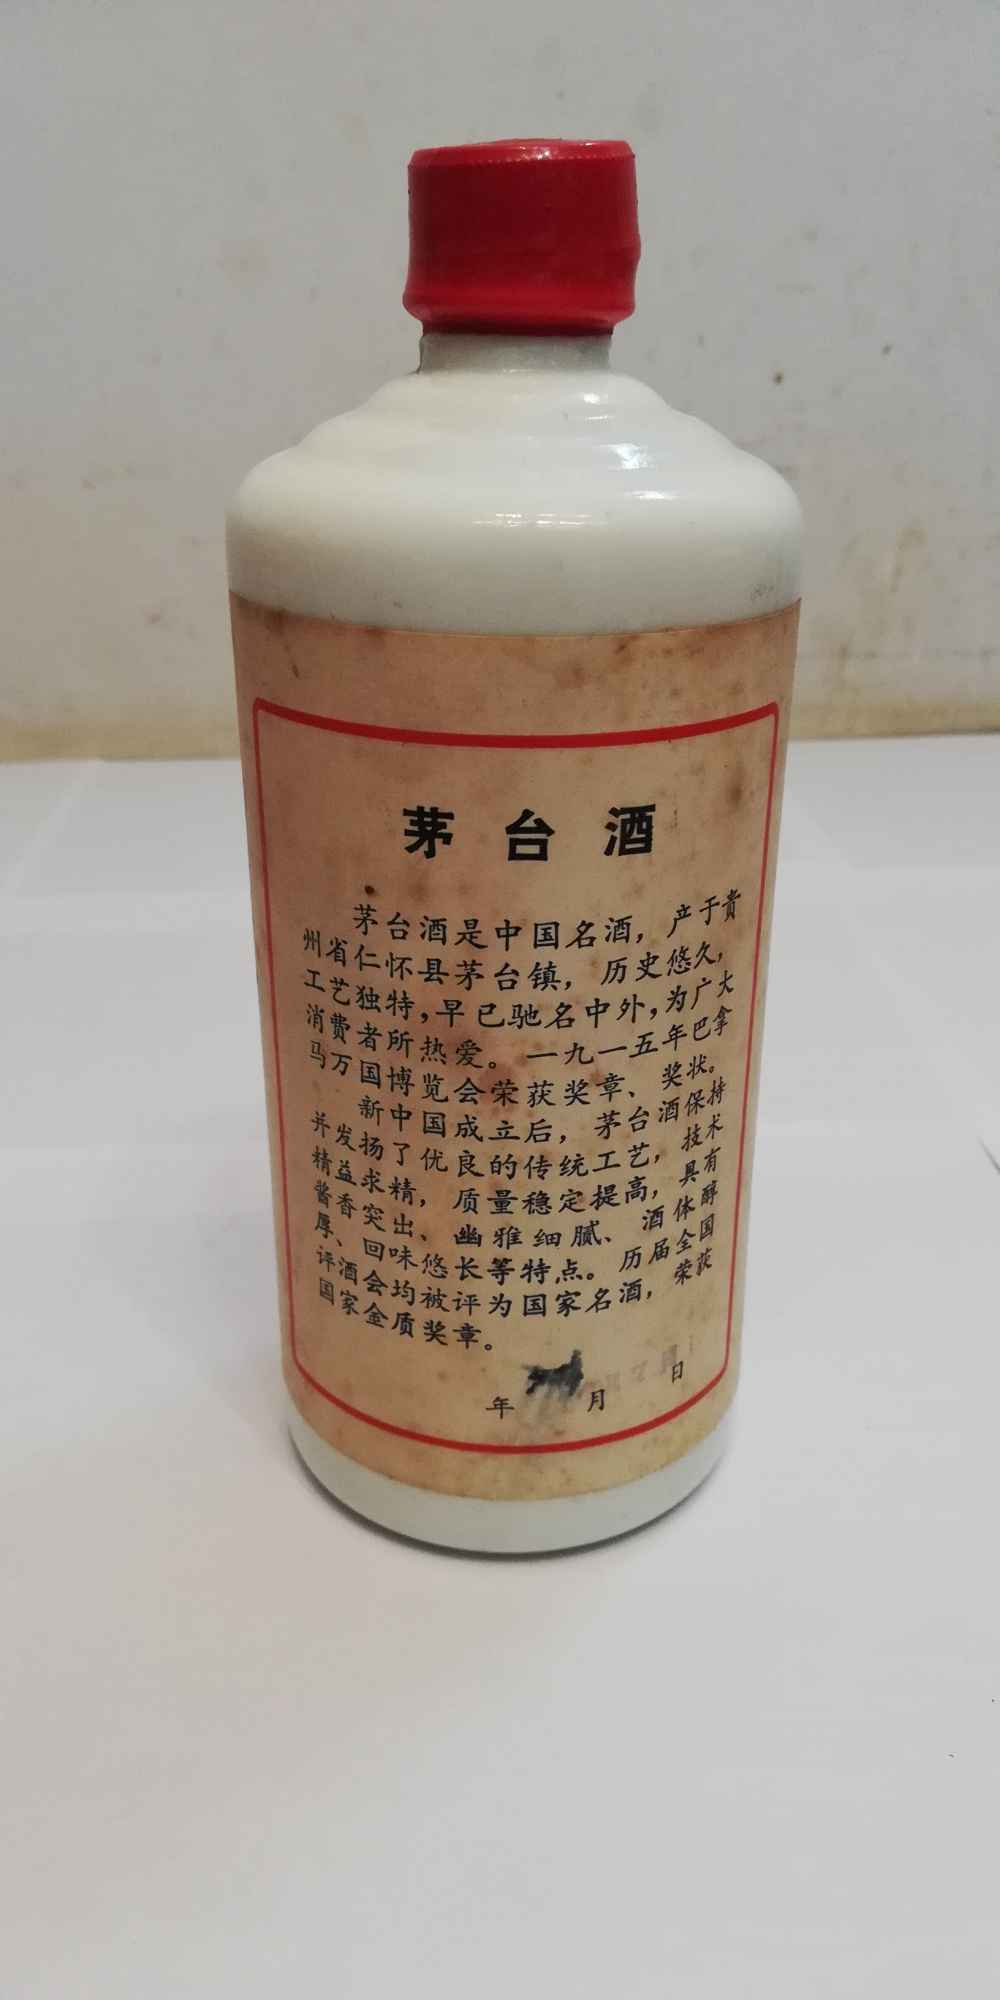 茅台酒
茅台酒是中国名酒，产于贵
州省仁怀县茅台镇，历史悠久，
工艺独特，早已驰名中外，为广大
消费者所热爱。一九一五年巴拿
马万国博览会荣获奖章、奖状。
新中国成立后，茅台酒保持
并发扬了优良的传统工艺，技术
精益求精，质量稳定提高，具有
酱香突出、幽雅细腻、酒体醇
厚、回味悠长等特点。历届全国
评酒会均被评为国家名酒，荣获
国家金质奖章。
年 月 日